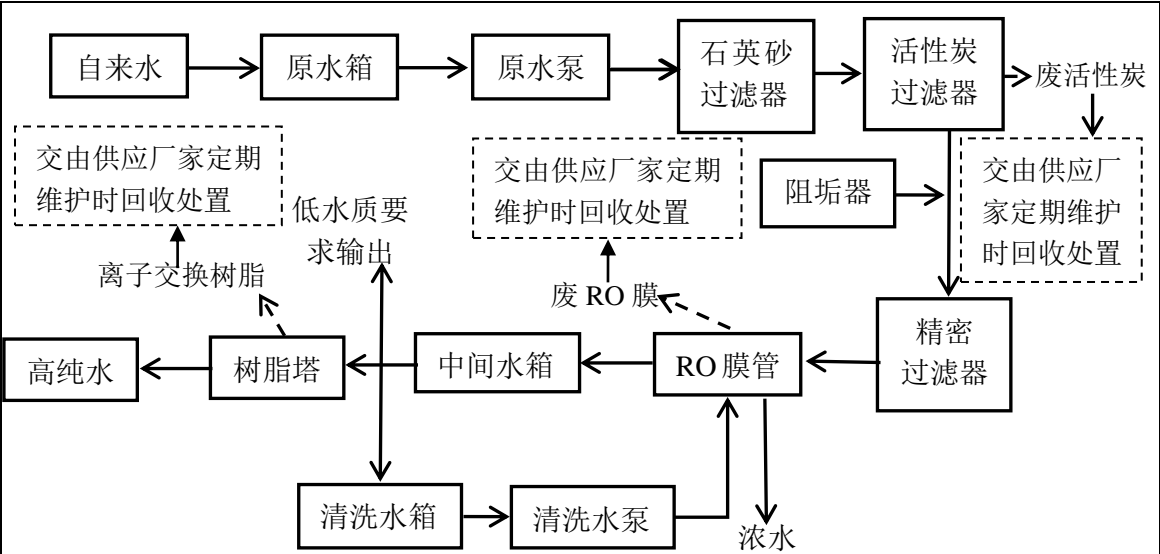 自来水
原水箱
原水泵
石英砂
过滤器
活性炭
过滤器
废活性炭
交由供应厂家定期
维护时回收处置
低水质要
求输出
交由供应厂家定期
维护时回收处置
阻垢器
交由供应厂
家定期维护
时回收处置
离子交换树脂
废 RO 膜
高纯水
树脂塔
中间水箱
RO 膜管
精密
过滤器
清洗水箱
清洗水泵
浓水